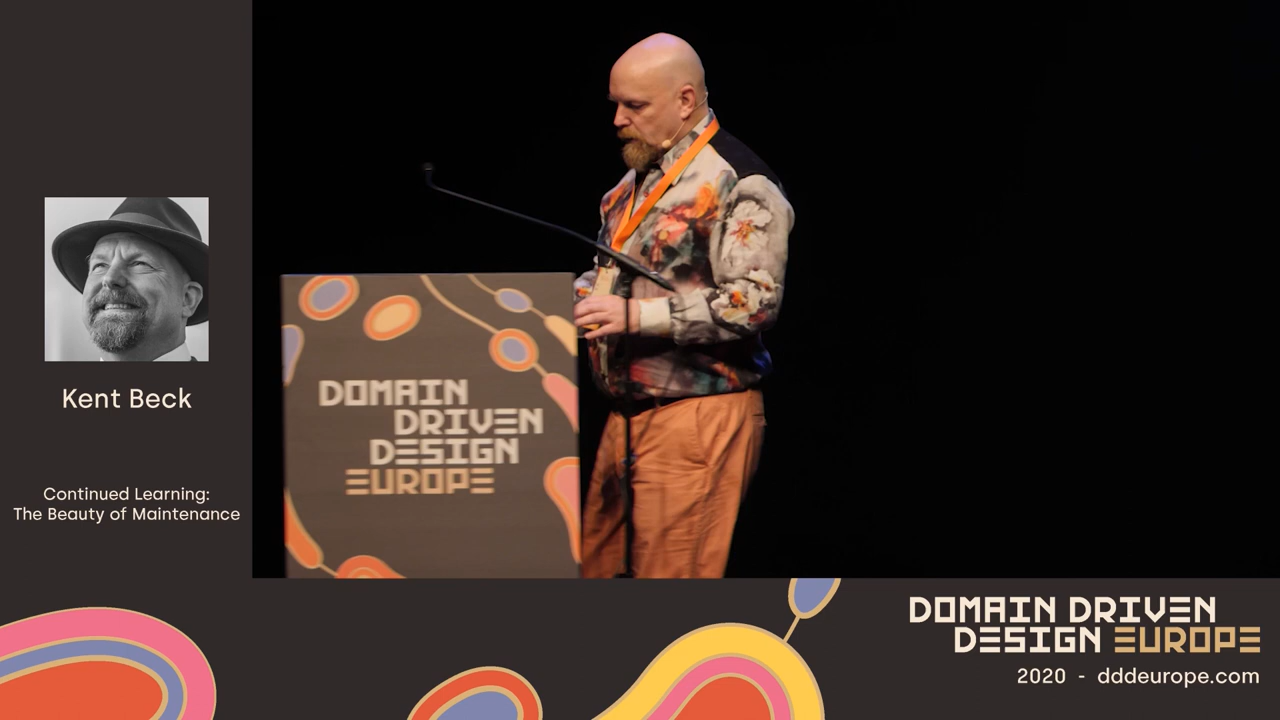 Kent Beck
Continued Learning:
The Beauty of Maintenance
DOMAIN
DRIVEN
DESIGN
EUROPE
DOMAIN DRIVEN
DESIGN EUROPE
2020 - dddeurope.com